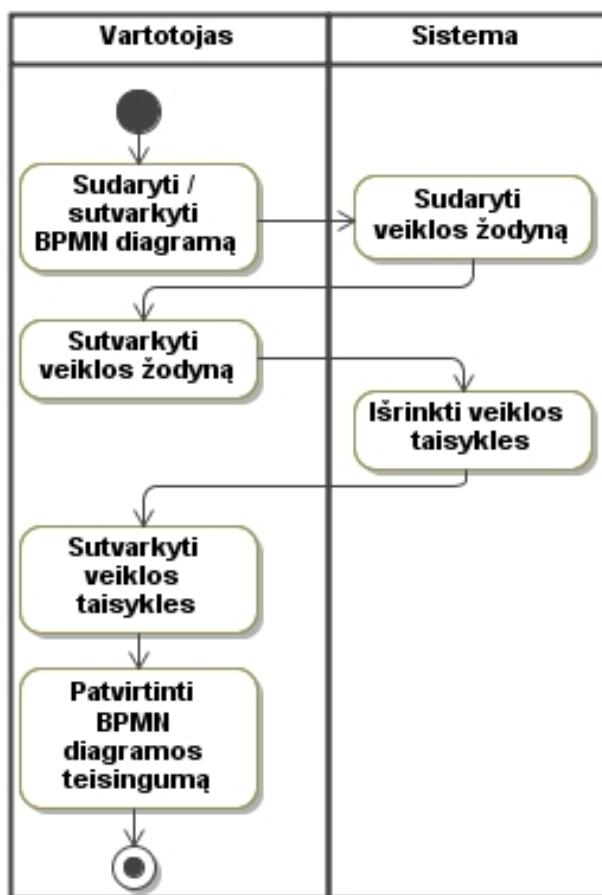 Vartotojas
Sistema
Sudaryti /
sutvarkyti
BPMN diagramą
Sudaryti
veiklos žodyną
Sutvarkyti
veiklos žodyną
Išrinkti veiklos
taisykles
Sutvarkyti
veiklos
taisykles
Patvirtinti
BPMN
diagramos
teisingumą